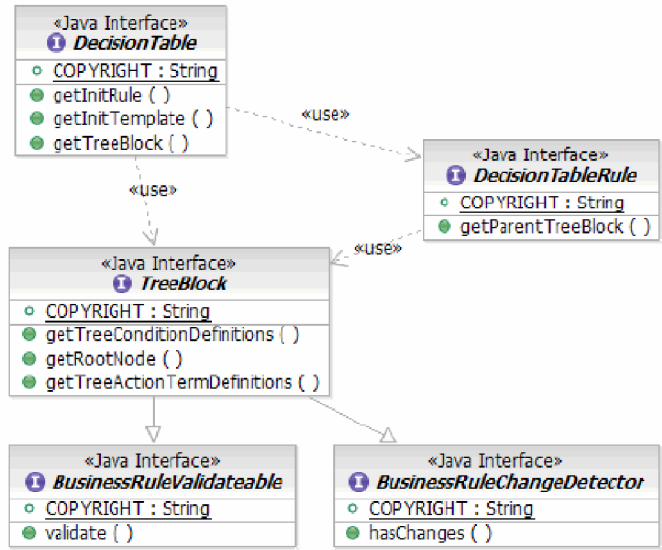 «Java Interface»
I DecisionTable
COPYRIGHT : String
getInitRule ( )
getInitTemplate ( )
getTreeBlock ( )
«use»
«use»
«Java Interface»
I DecisionTableRule
COPYRIGHT : String
getParentTreeBlock ( )
«use»
«Java Interface»
I TreeBlock
COPYRIGHT : String
getTreeConditionDefinitions ( )
getRootNode ( )
getTreeActionTermDefinitions ( )
«Java Interface»
I BusinessRuleValidateable
COPYRIGHT : String
validate ( )
«Java Interface»
I BusinessRuleChangeDetector
COPYRIGHT : String
hasChanges ( )